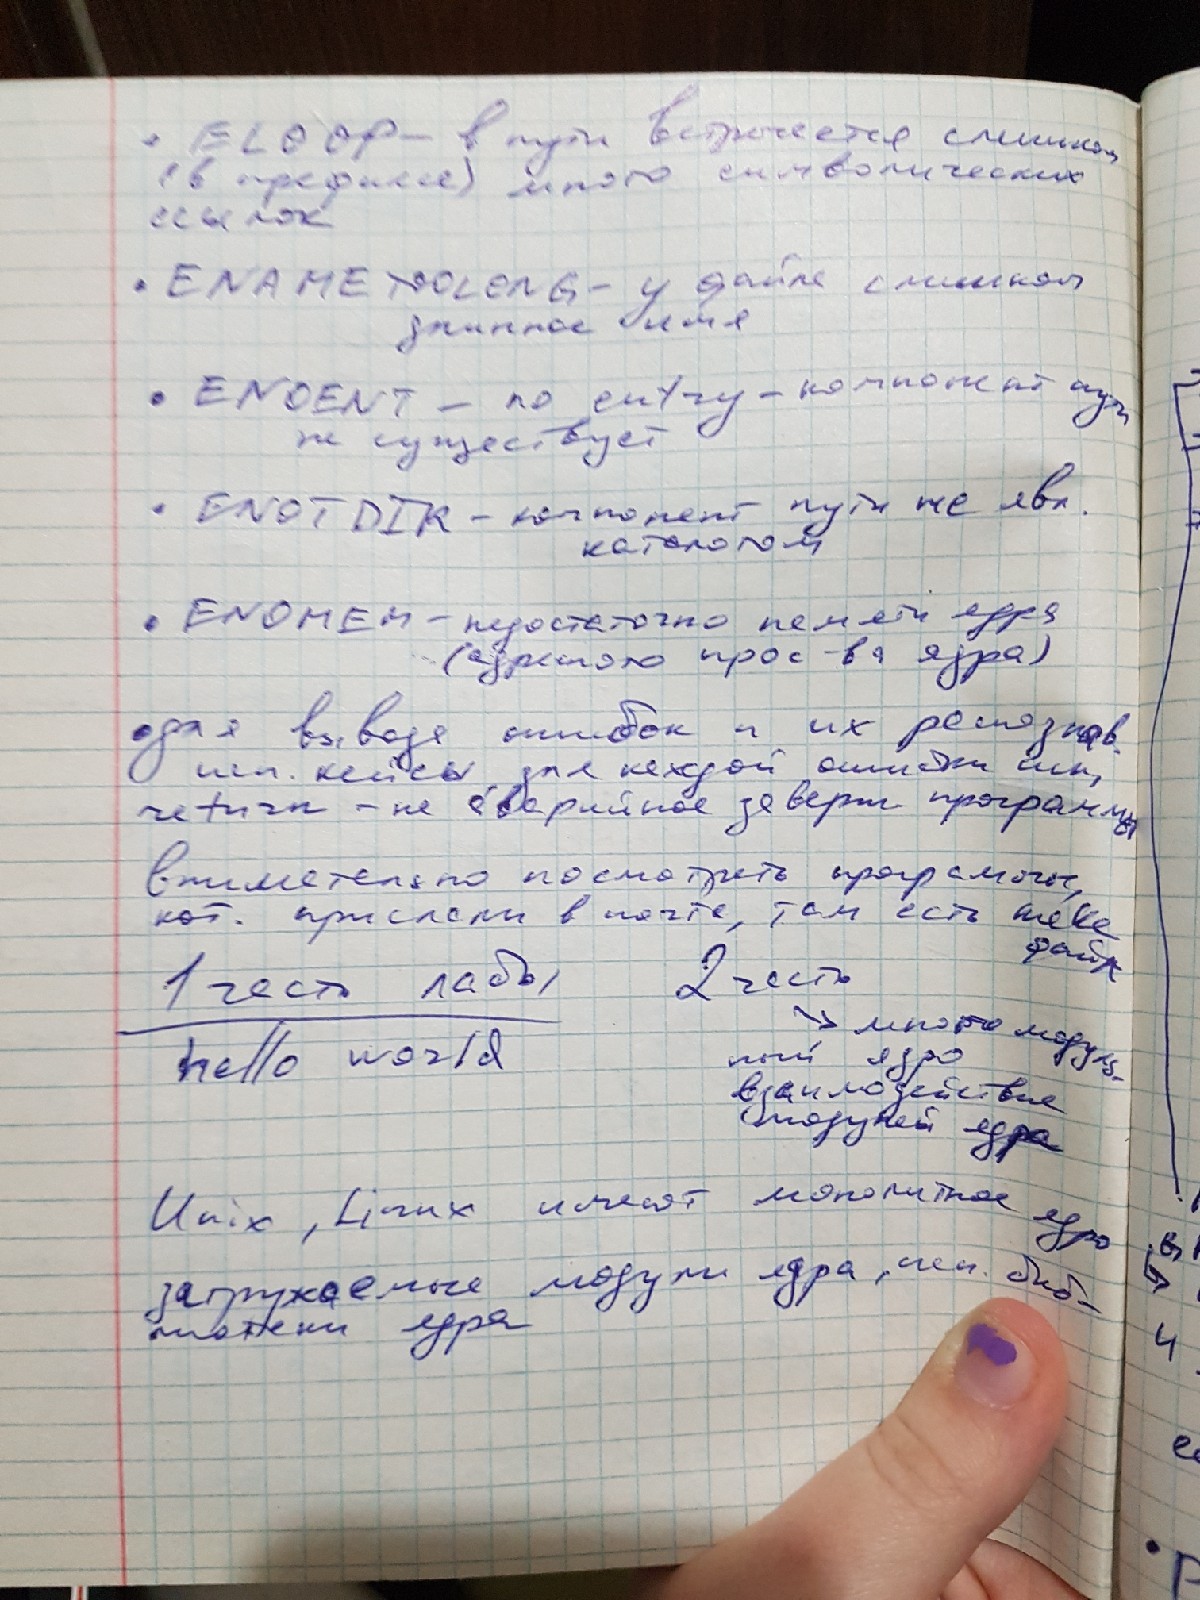 • ELOOP – в пути встречается слишком
(в префиксе) много символических
ссылок
• ENAMETOOLONG – у файла слишком
длинное имя
• ENOENT – no entry – компонент пути
не существует
• ENOTDIR – компонент пути не явл.
каталогом
• ENOMEM – недостаточно памяти ядра
(адресного прос-ва ядра)
• для вывода ошибок и их распознав.
исп. кейсы, для каждой ошибки
return – не аварийное заверш программы
внимательно посмотреть программы,
кот. прислали в почте, там есть make
файл
1 часть лабы
2 часть
hello world
→ много модуль-
ный ядро
взаимодействие
модулей ядра
Unix, Linux имеют монолитное ядро
загружаемые модули ядра, исп. биб-
лиотеки ядра